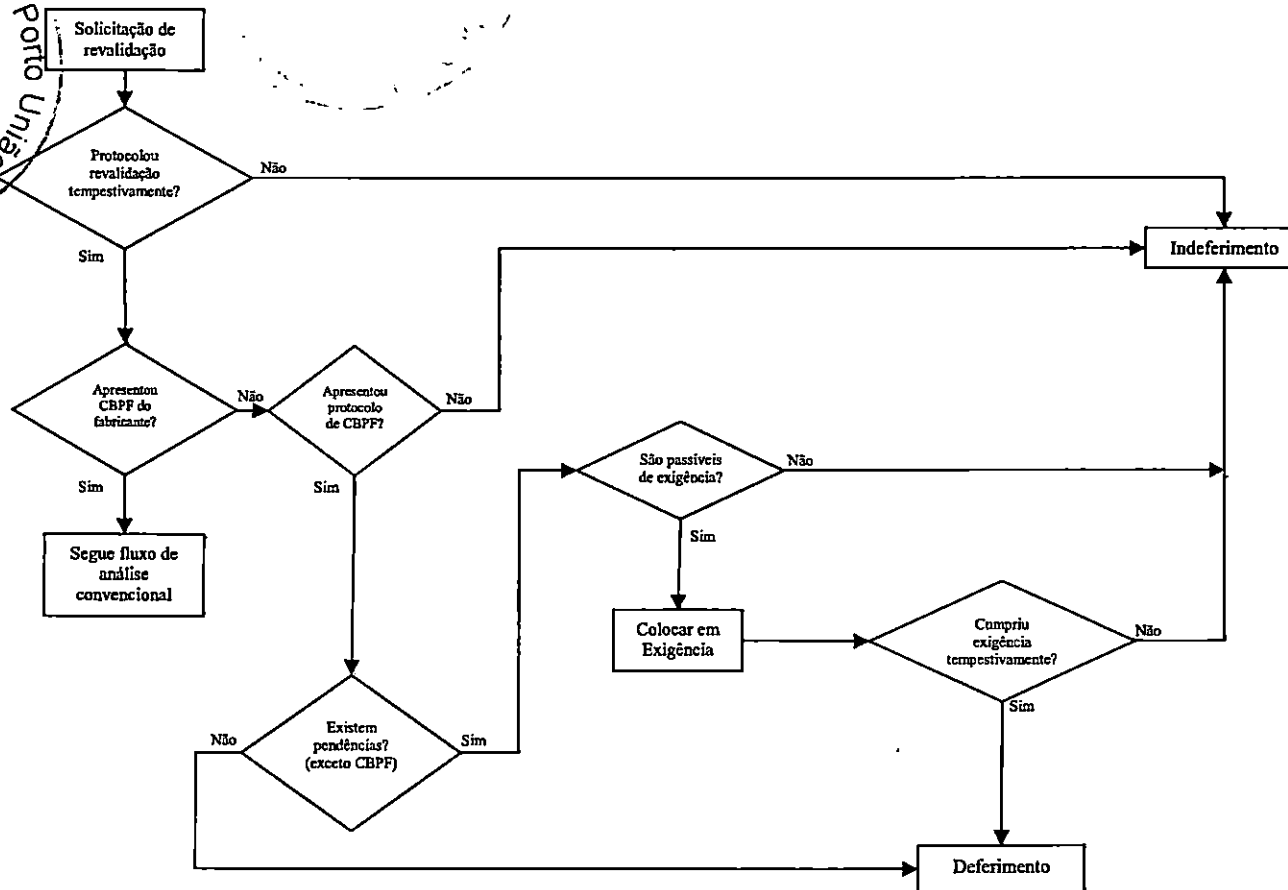 Porto União
Solicitação de
revalidação
Protocolou
revalidação
tempestivamente?
Não
Sim
Indeferimento
Apresentou
CBPF do
fabricante?
Não
Apresentou
protocolo
de CBPF?
Não
Sim
Sim
São passíveis
de exigência?
Não
Sim
Segue fluxo de
análise
convencional
Colocar em
Exigência
Cumpriu
exigência
tempestivamente?
Não
Sim
Existem
pendências?
(exceto CBPF)
Não
Sim
Deferimento